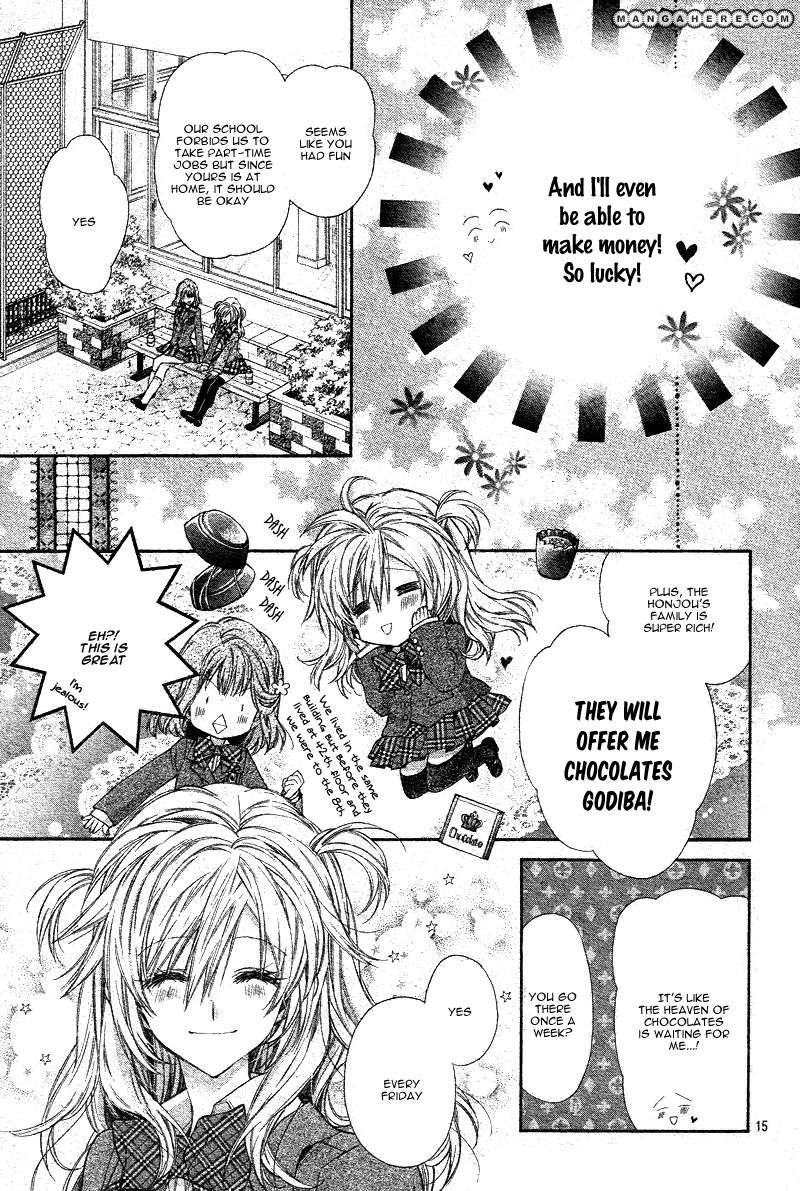 MANGAHERE.COM
And I'll even
be able to
make money!
So lucky!
SEEMS
LIKE YOU
HAD FUN
OUR SCHOOL
FORBIDS US TO
TAKE PART-TIME
JOBS BUT SINCE
YOURS IS AT
HOME, IT SHOULD
BE OKAY
YES
PLUS, THE
HONJOU'S
FAMILY IS
SUPER RICH!
THEY WILL
OFFER ME
CHOCOLATES
GODIBA!
DASH
DASH
DASH
We lived in the same
building but before they
lived at 42th floor and
we were to the 8th
Chocolate
EH?!
THIS IS
GREAT
I'm
jealous!
IT'S LIKE
THE HEAVEN OF
CHOCOLATES
IS WAITING FOR
ME...!
YOU GO
THERE
ONCE A
WEEK?
YES
EVERY
FRIDAY
15